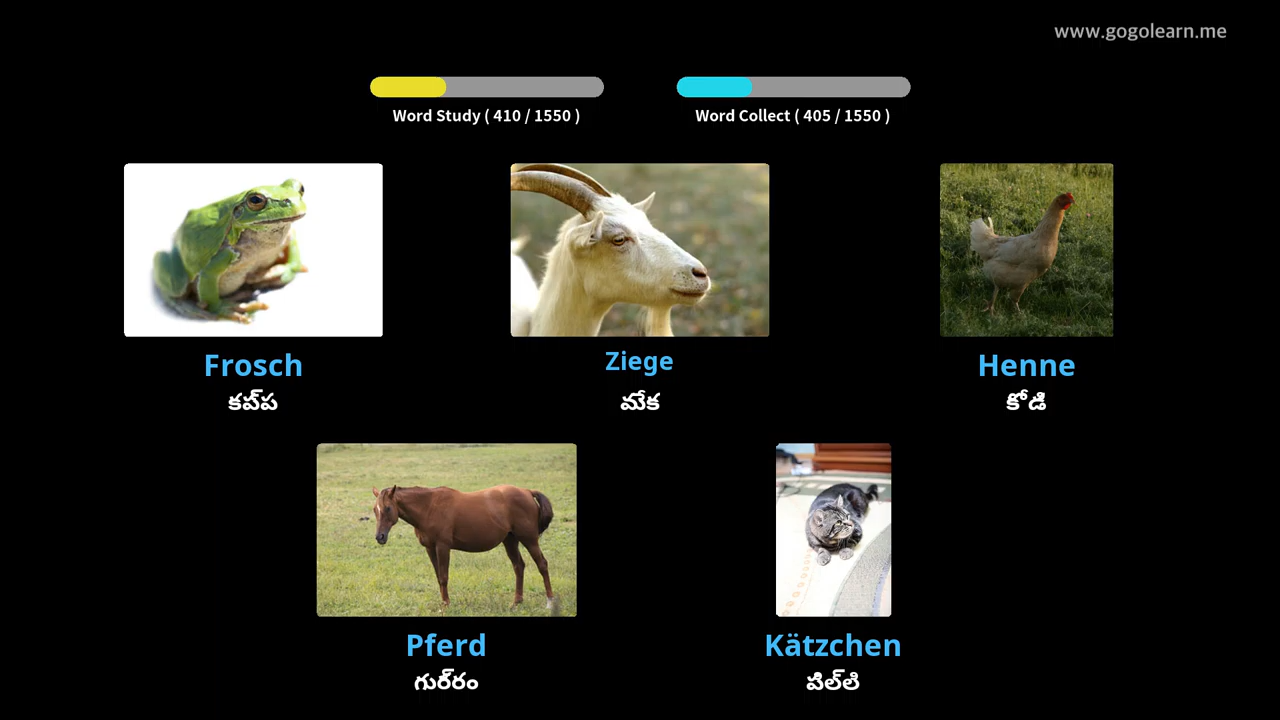 www.gogolearn.me
Word Study ( 410 / 1550 )
Word Collect ( 405 / 1550 )
Frosch
కప్ప
Ziege
మేక
Henne
కోడి
Pferd
గుర్రం
Kätzchen
పిల్లి